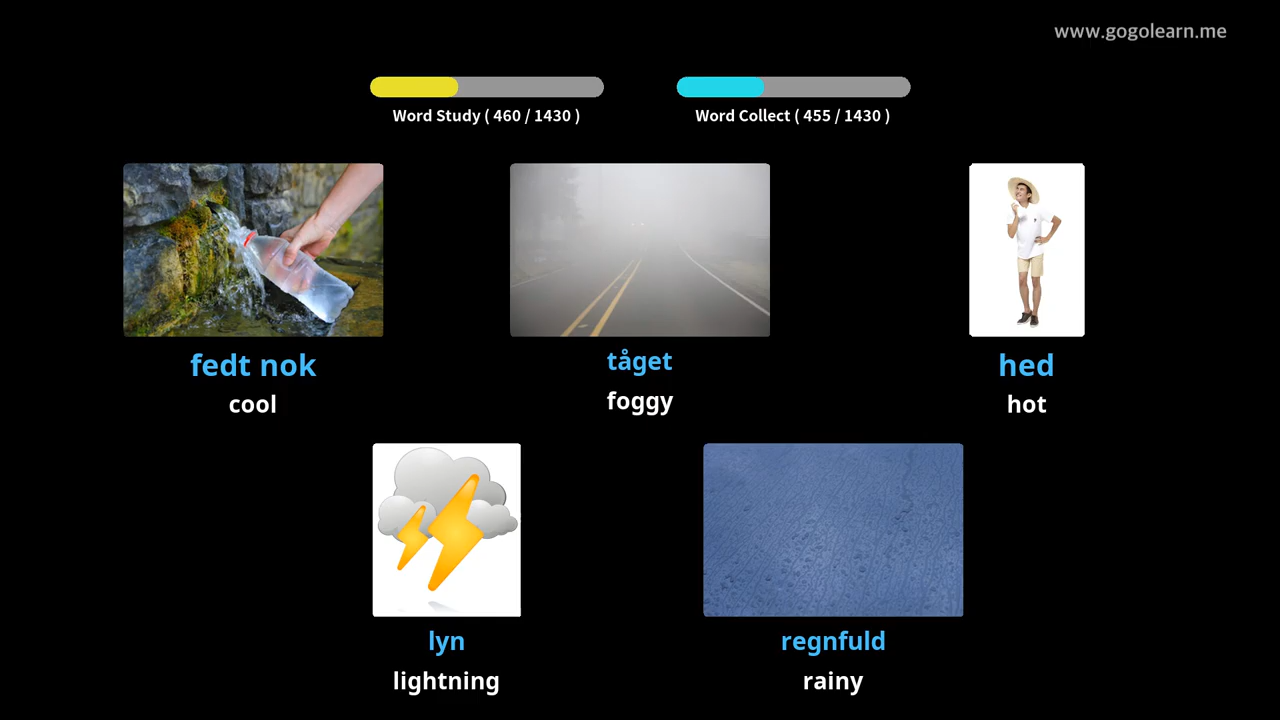 www.gogolearn.me
Word Study ( 460 / 1430 )
Word Collect ( 455 / 1430 )
fedt nok
cool
tåget
foggy
hed
hot
lyn
lightning
regnfuld
rainy